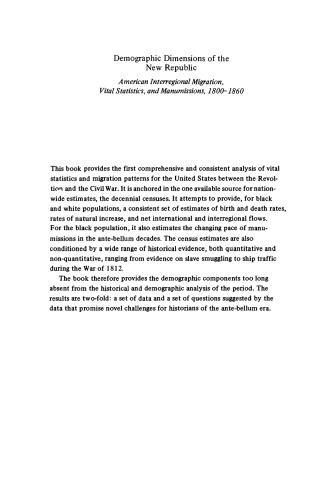 Demographic Dimensions of the
New Republic
American Interregional Migration,
Vital Statistics, and Manumissions, 1800-1860
This book provides the first comprehensive and consistent analysis of vital
statistics and migration patterns for the United States between the Revol-
tion and the Civil War. It is anchored in the one available source for nation-
wide estimates, the decennial censuses. It attempts to provide, for black
and white populations, a consistent set of estimates of birth and death rates,
rates of natural increase, and net international and interregional flows.
For the black population, it also estimates the changing pace of manu-
missions in the ante-bellum decades. The census estimates are also
conditioned by a wide range of historical evidence, both quantitative and
non-quantitative, ranging from evidence on slave smuggling to ship traffic
during the War of 1812.
The book therefore provides the demographic components too long
absent from the historical and demographic analysis of the period. The
results are two-fold: a set of data and a set of questions suggested by the
data that promise novel challenges for historians of the ante-bellum era.